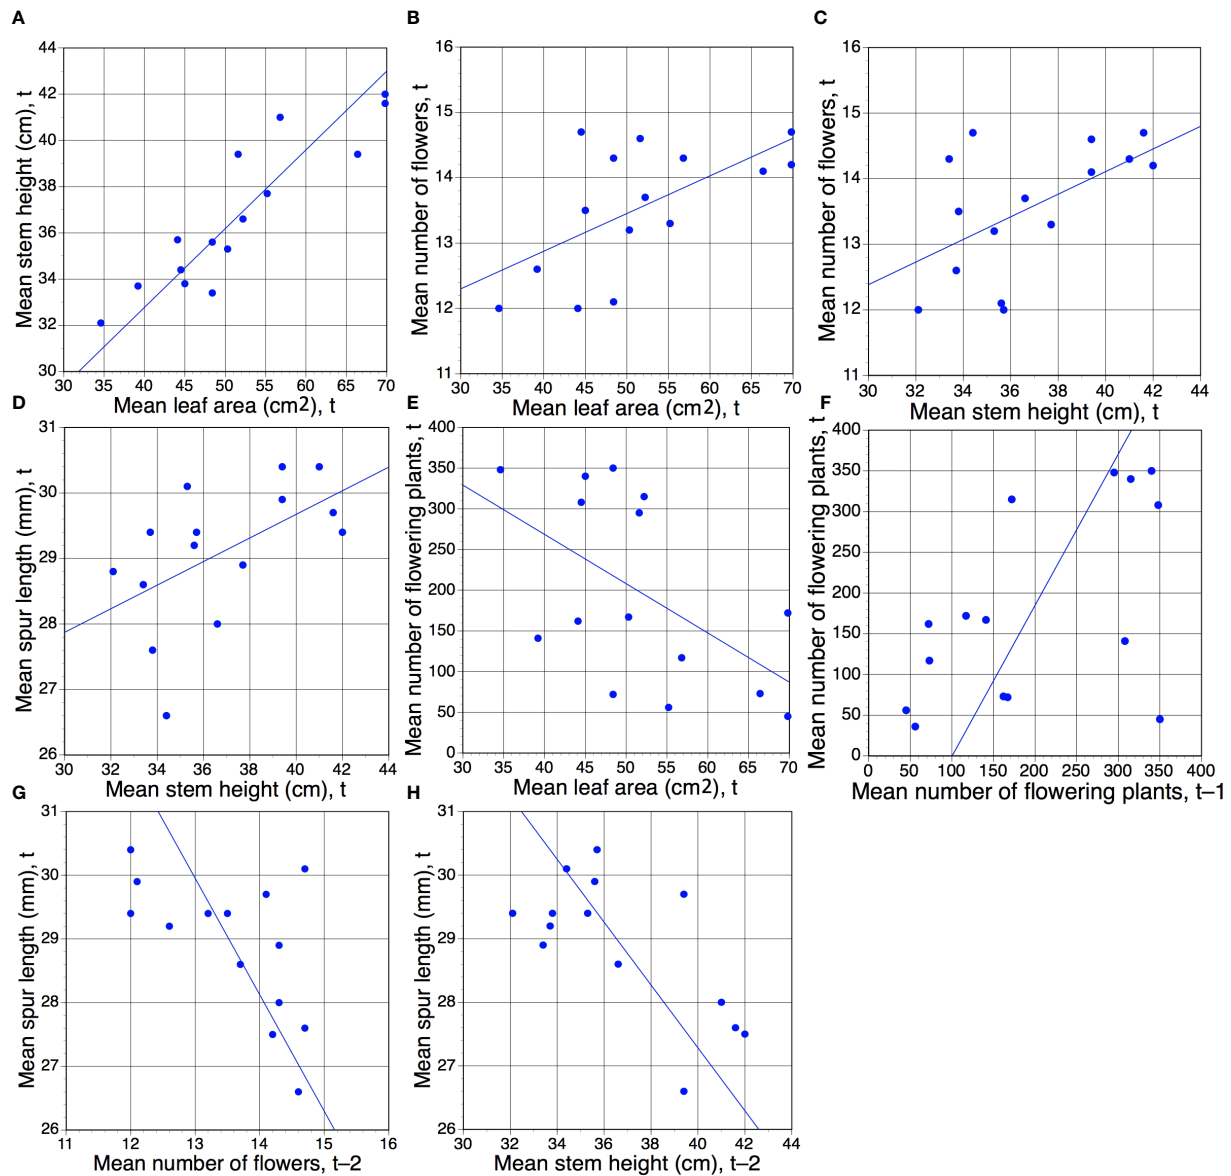 A
Mean stem height (cm), t
44
42
40
38
36
34
32
30
30 35 40 45 50 55 60 65 70
Mean leaf area (cm2), t
B
Mean number of flowers, t
16
15
14
13
12
11
30 40 50 60 70
Mean leaf area (cm2), t
C
Mean number of flowers, t
16
15
14
13
12
11
30 32 34 36 38 40 42 44
Mean stem height (cm), t
D
Mean spur length (mm), t
31
30
29
28
27
26
30 32 34 36 38 40 42 44
Mean stem height (cm), t
E
Mean number of flowering plants, t
400
350
300
250
200
150
100
50
0
30 35 40 45 50 55 60 65 70
Mean leaf area (cm2), t
F
Mean number of flowering plants, t
400
350
300
250
200
150
100
50
0
0 50 100 150 200 250 300 350 400
Mean number of flowering plants, t–1
G
Mean spur length (mm), t
31
30
29
28
27
26
11 12 13 14 15 16
Mean number of flowers, t–2
H
Mean spur length (mm), t
31
30
29
28
27
26
30 32 34 36 38 40 42 44
Mean stem height (cm), t–2